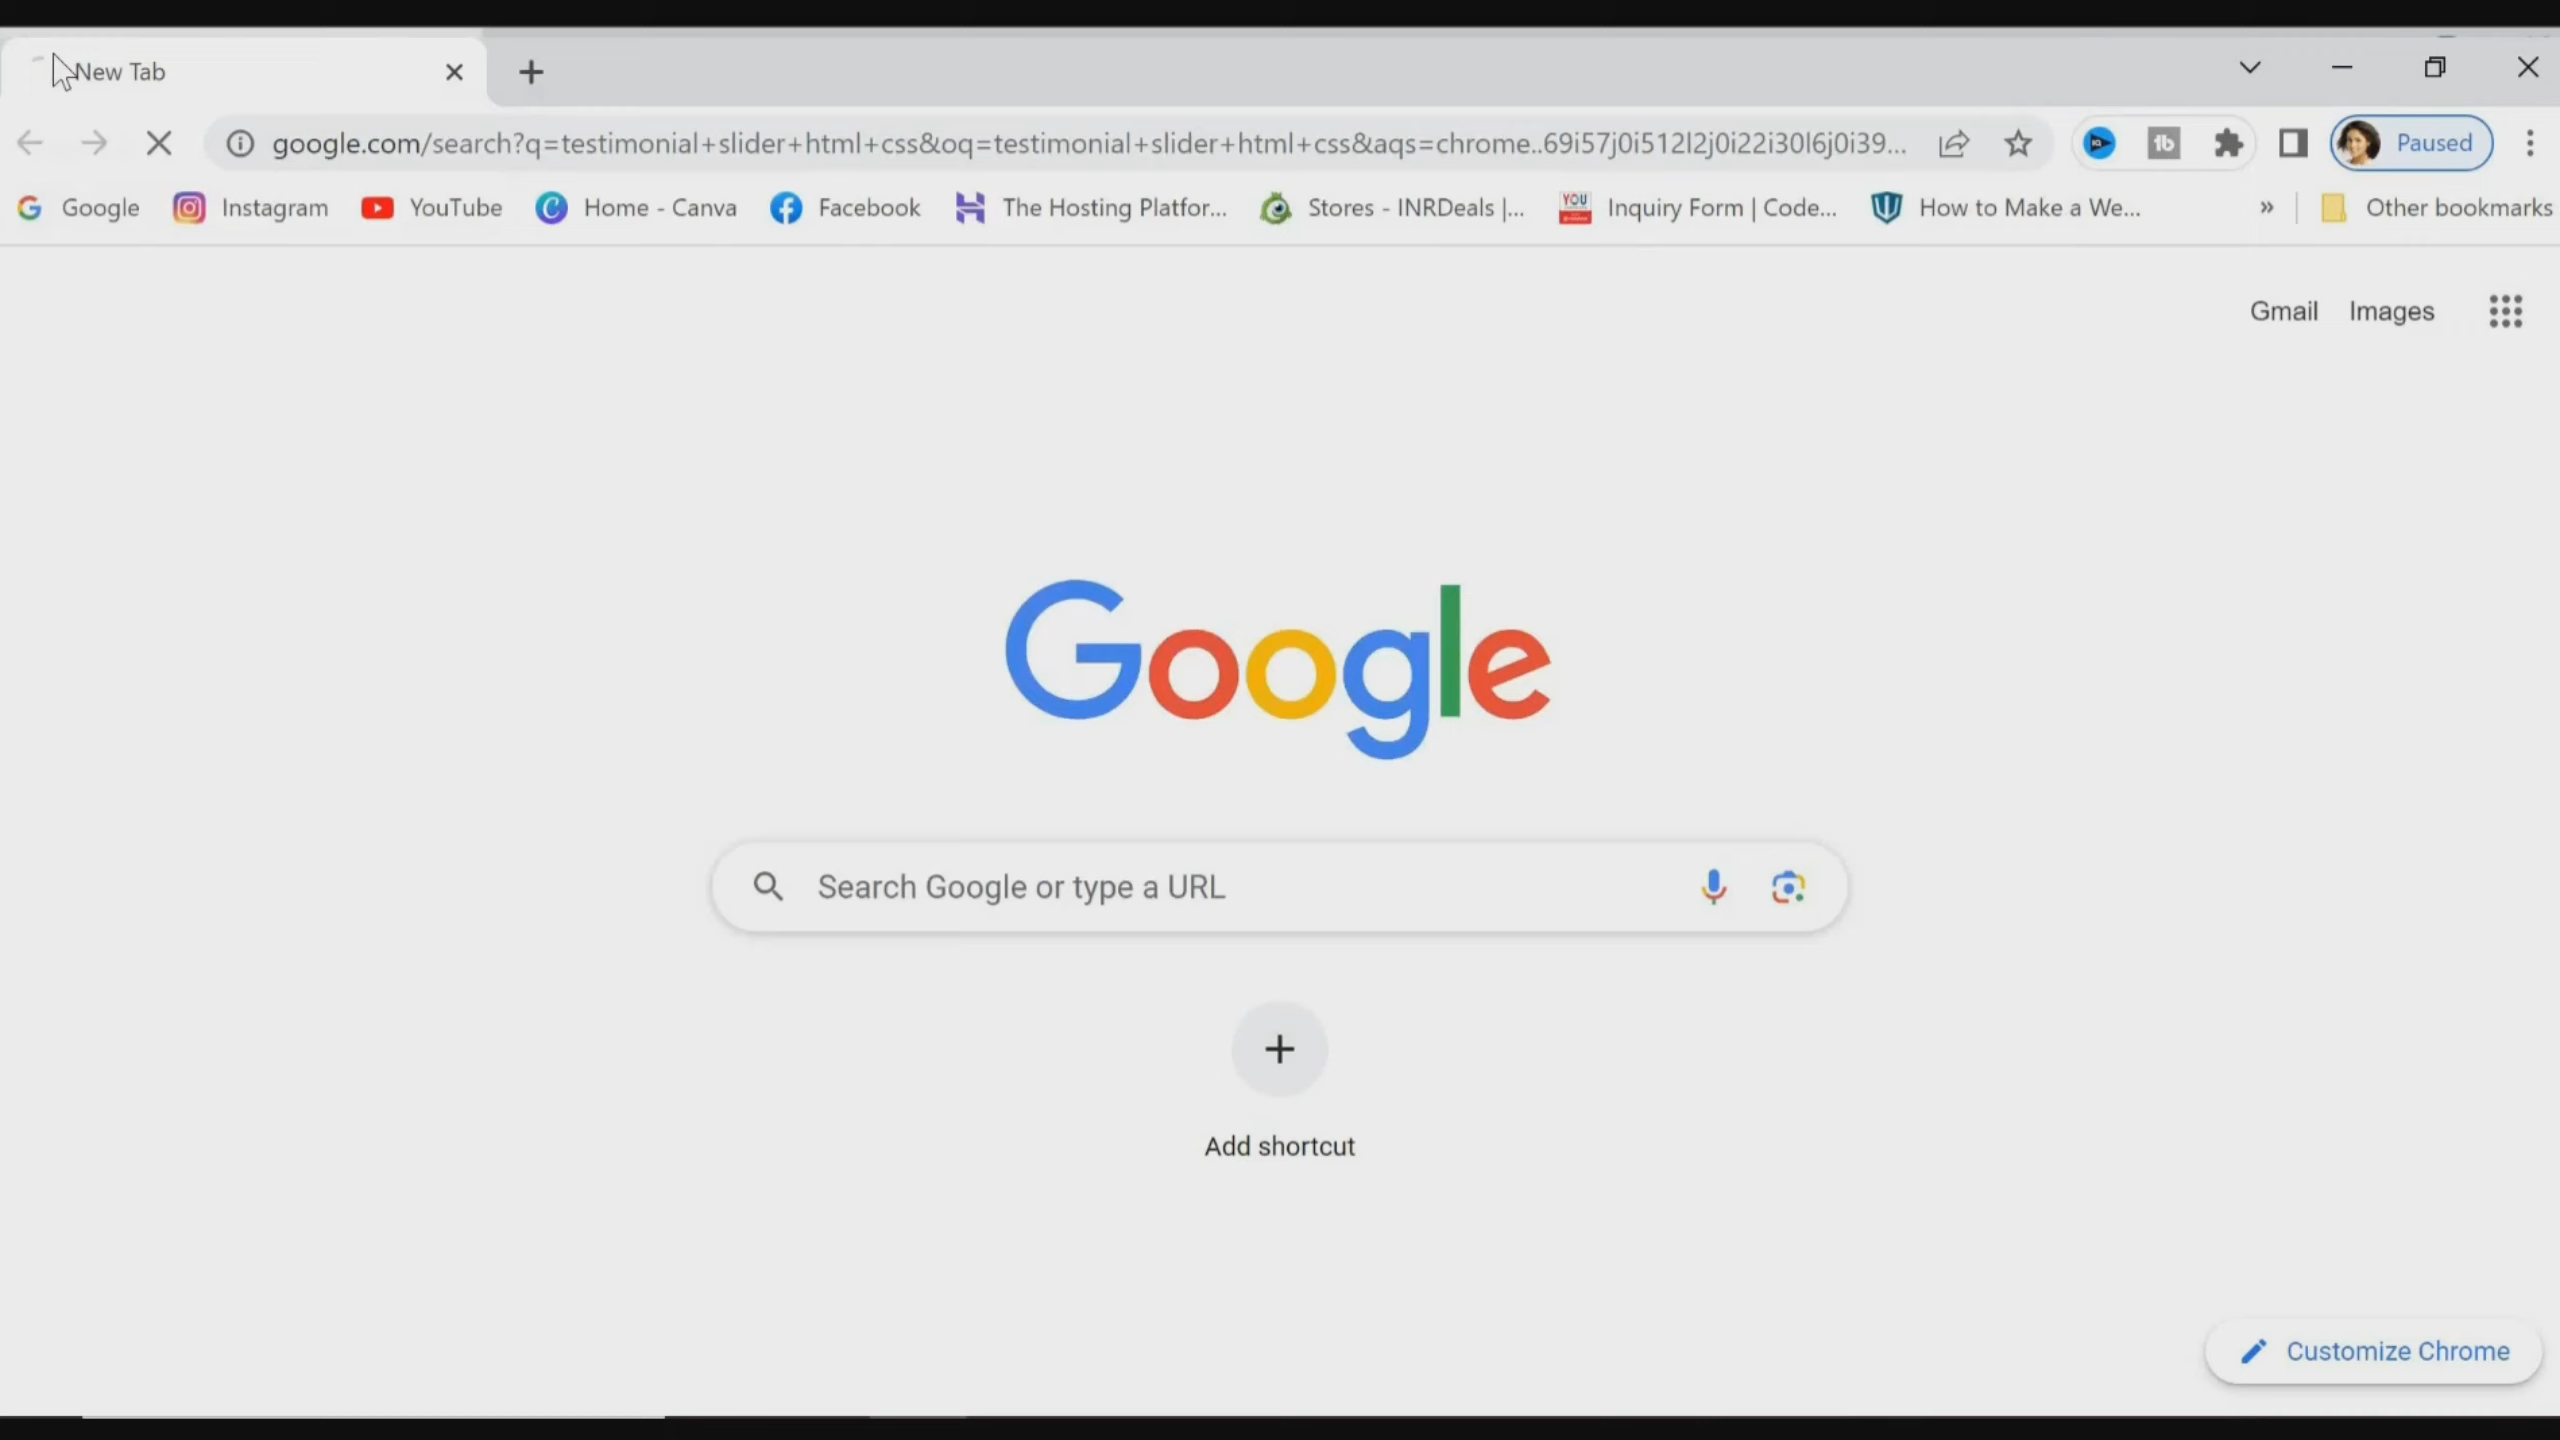 New Tab
google.com/search?q=testimonial+slider+html+css&oq=testimonial+slider+html+css&aqs=chrome..69i57j0i512l2j0i22i30l6j0i39...
Paused
Google Instagram YouTube Home - Canva Facebook The Hosting Platfor... Stores - INRDeals |... YOU Inquiry Form | Code... How to Make a We... » Other bookmarks
Gmail Images
Google
Search Google or type a URL
Add shortcut
Customize Chrome